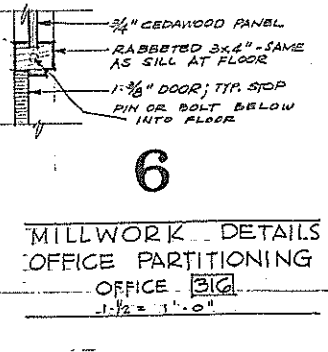 3/4" CEDAWOOD PANEL
RABBETED 3x4" - SAME
AS SILL AT FLOOR
1-3/8" DOOR; TYP. STOP
PIN OR BOLT BELOW
INTO FLOOR
6
MILLWORK DETAILS
OFFICE PARTITIONING
OFFICE 316
1-1/2 = 1'-0"